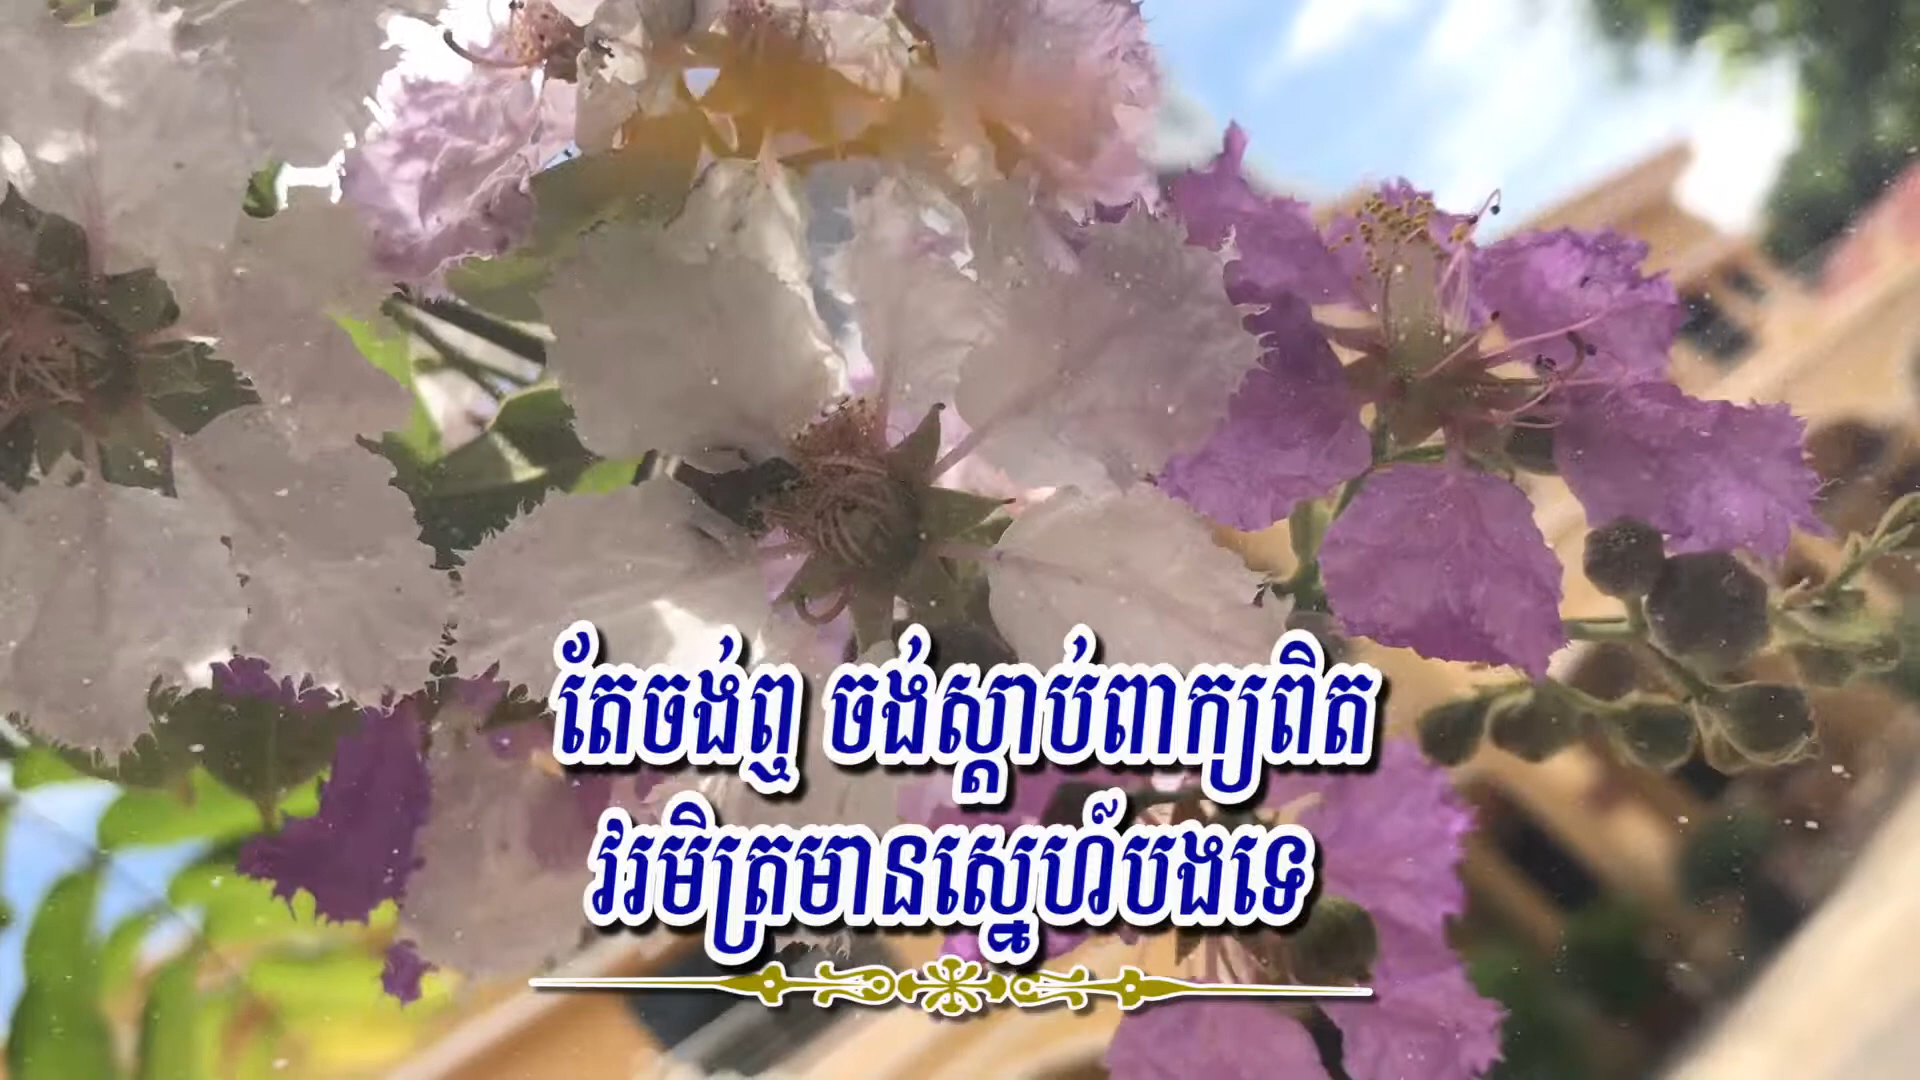 តែចង់ឮ ចង់ស្ដាប់ពាក្យពិត
វរមិត្រមានស្នេហ៍បងទេ